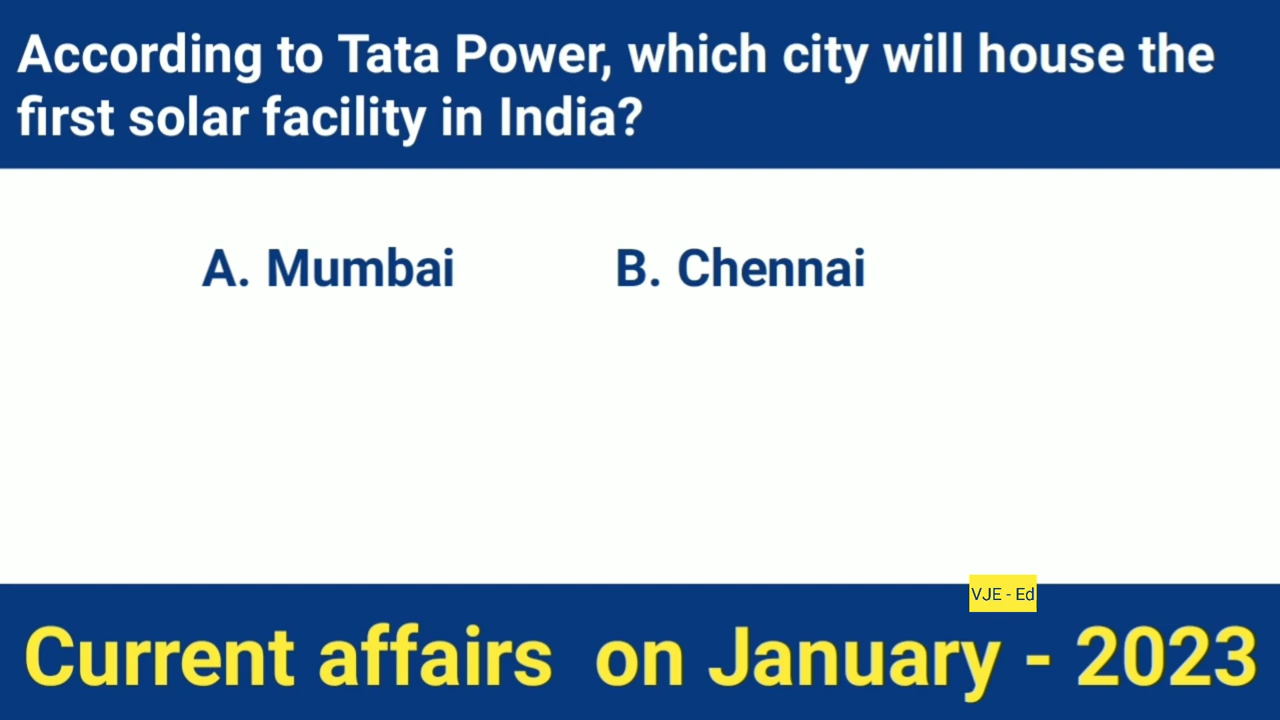 According to Tata Power, which city will house the
first solar facility in India?
A. Mumbai B. Chennai
VJE - Ed
Current affairs on January - 2023